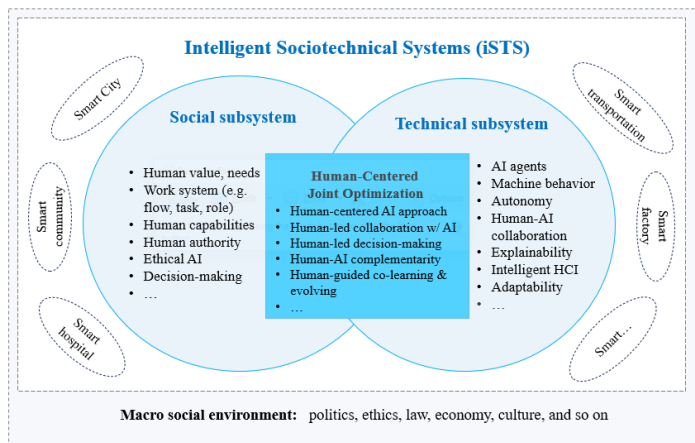 Intelligent Sociotechnical Systems (iSTS)
Smart City
Smart
transportation
Social subsystem
Technical subsystem
Smart
community
Smart
factory
• Human value, needs
• Work system (e.g.
flow, task, role)
• Human capabilities
• Human authority
• Ethical AI
• Decision-making
• …
Human-Centered
Joint Optimization
• Human-centered AI approach
• Human-led collaboration w/ AI
• Human-led decision-making
• Human-AI complementarity
• Human-guided co-learning &
evolving
• …
• AI agents
• Machine behavior
• Autonomy
• Human-AI
collaboration
• Explainability
• Intelligent HCI
• Adaptability
• …
Smart
hospital
Smart…
Macro social environment: politics, ethics, law, economy, culture, and so on